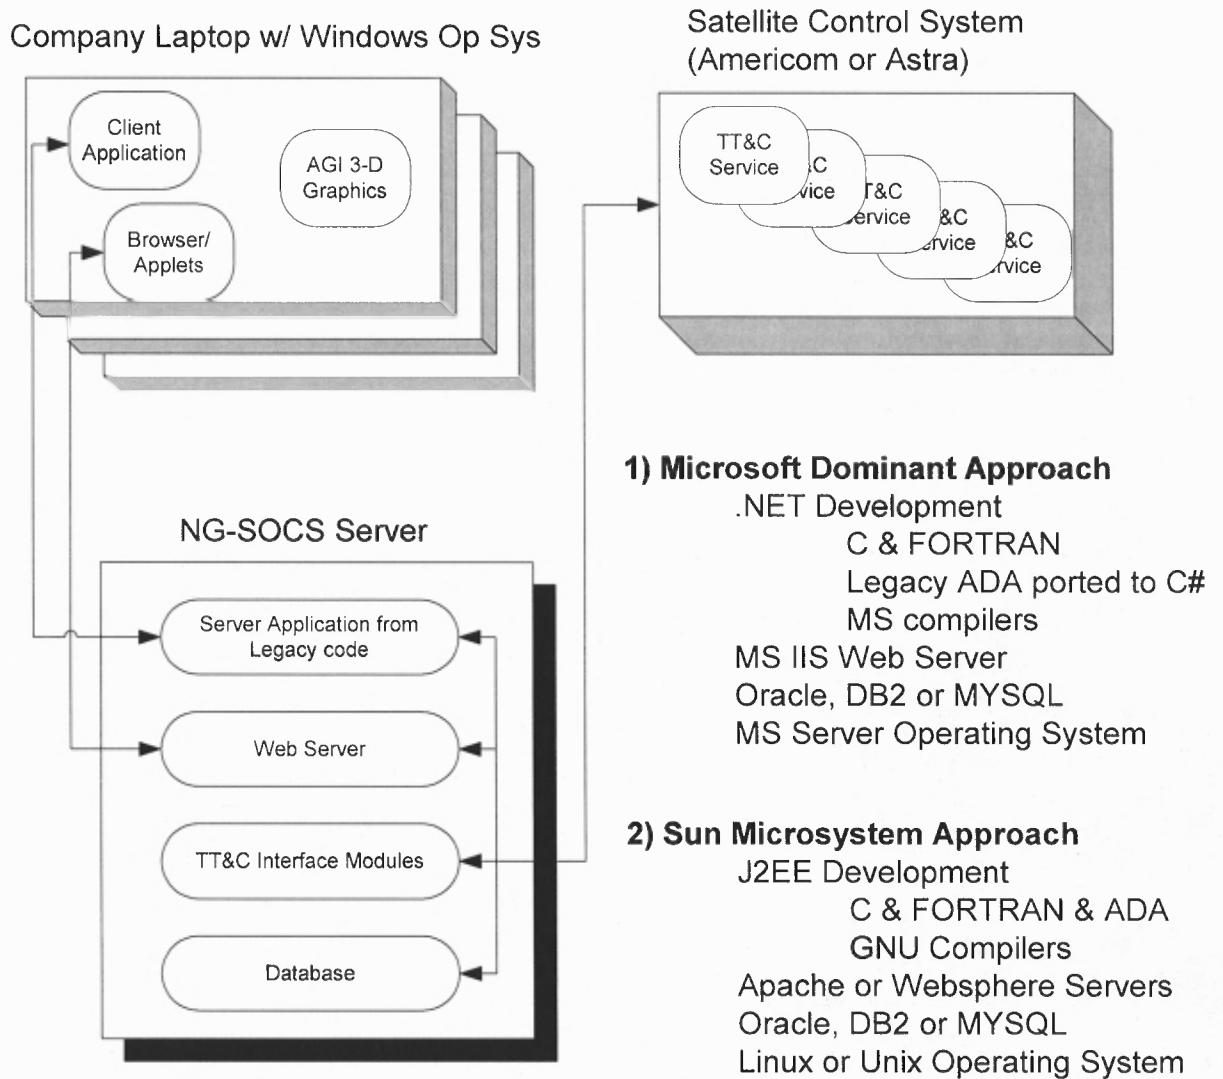 Company Laptop w/ Windows Op Sys
Client
Application
AGI 3-D
Graphics
Browser/
Applets
Satellite Control System
(Americom or Astra)
TT&C
Service
.C
vice
T&C
ervice
&C
rvice
&C
rvice
NG-SOCS Server
Server Application from
Legacy code
Web Server
TT&C Interface Modules
Database
1) Microsoft Dominant Approach
.NET Development
C & FORTRAN
Legacy ADA ported to C#
MS compilers
MS IIS Web Server
Oracle, DB2 or MYSQL
MS Server Operating System
2) Sun Microsystem Approach
J2EE Development
C & FORTRAN & ADA
GNU Compilers
Apache or Websphere Servers
Oracle, DB2 or MYSQL
Linux or Unix Operating System